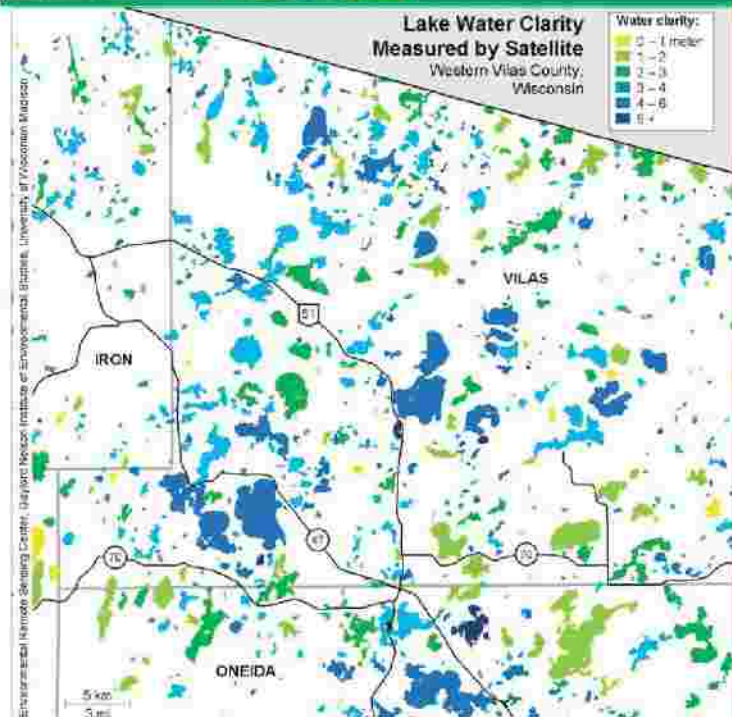 Lake Water Clarity
Measured by Satellite
Western Vilas County,
Wisconsin
Water clarity:
0 – 1 meter
1 – 2
2 – 3
3 – 4
4 – 6
6 +
VILAS
51
IRON
47
70
70
ONEIDA
5 km
3 mi
Environmental Remote Sensing Center, Gaylord Nelson Institute of Environmental Studies, University of Wisconsin Madison